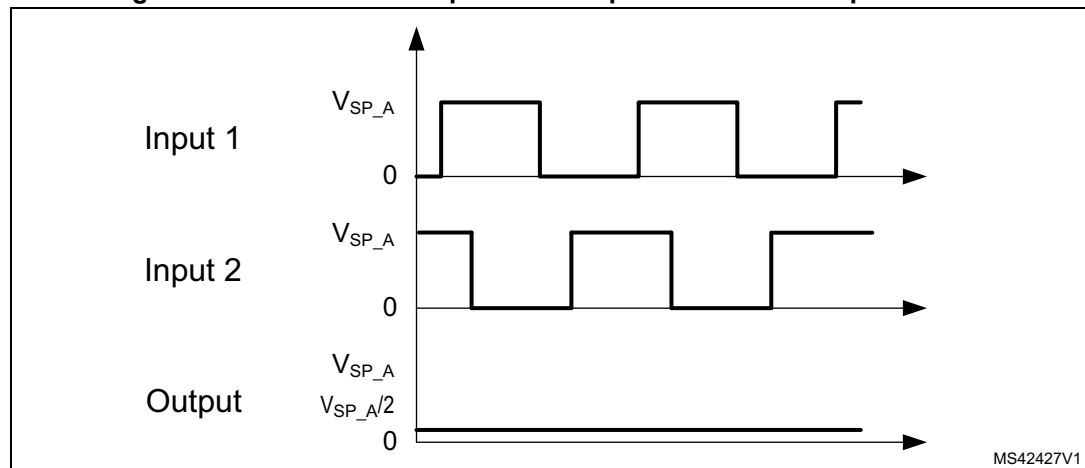 V_SP_A
Input 1
0
V_SP_A
Input 2
0
V_SP_A
Output V_SP_A/2
0
MS42427V1